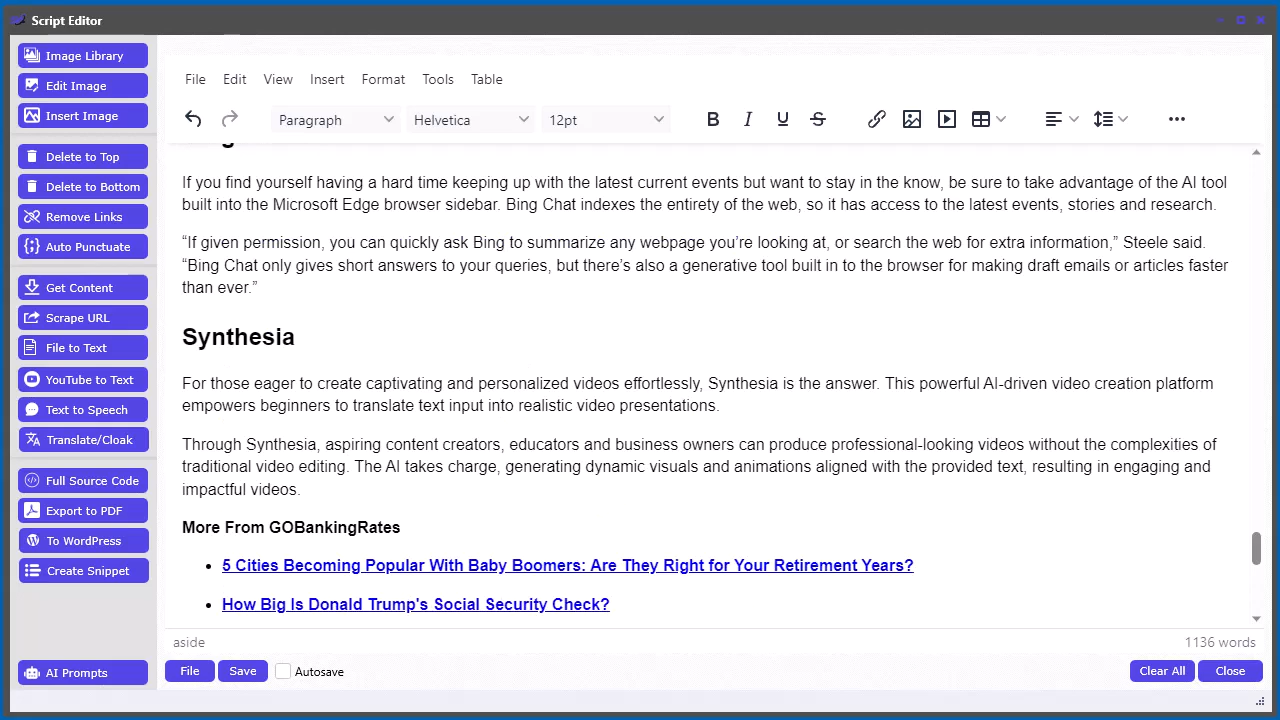 Script Editor
Image Library
Edit Image
Insert Image
Delete to Top
Delete to Bottom
Remove Links
Auto Punctuate
Get Content
Scrape URL
File to Text
YouTube to Text
Text to Speech
Translate/Cloak
Full Source Code
Export to PDF
To WordPress
Create Snippet
AI Prompts
File Edit View Insert Format Tools Table
Paragraph Helvetica 12pt B I U S
If you find yourself having a hard time keeping up with the latest current events but want to stay in the know, be sure to take advantage of the AI tool
built into the Microsoft Edge browser sidebar. Bing Chat indexes the entirety of the web, so it has access to the latest events, stories and research.
“If given permission, you can quickly ask Bing to summarize any webpage you’re looking at, or search the web for extra information,” Steele said.
“Bing Chat only gives short answers to your queries, but there’s also a generative tool built in to the browser for making draft emails or articles faster
than ever.”
Synthesia
For those eager to create captivating and personalized videos effortlessly, Synthesia is the answer. This powerful AI-driven video creation platform
empowers beginners to translate text input into realistic video presentations.
Through Synthesia, aspiring content creators, educators and business owners can produce professional-looking videos without the complexities of
traditional video editing. The AI takes charge, generating dynamic visuals and animations aligned with the provided text, resulting in engaging and
impactful videos.
More From GOBankingRates
• 5 Cities Becoming Popular With Baby Boomers: Are They Right for Your Retirement Years?
• How Big Is Donald Trump's Social Security Check?
aside 1136 words
File Save Autosave Clear All Close